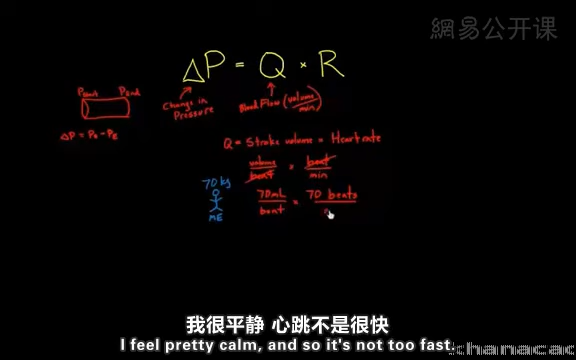 網易公开课
ΔP = Q × R
Pstart Pend
Change in Pressure
Blood Flow (volume/min)
ΔP = Ps - PE
Q = Stroke volume × Heart rate
volume/beat × beat/min
70 kg
70mL/beat × 70 beats
ME
我很平静 心跳不是很快
I feel pretty calm, and so it's not too fast.
khanacad